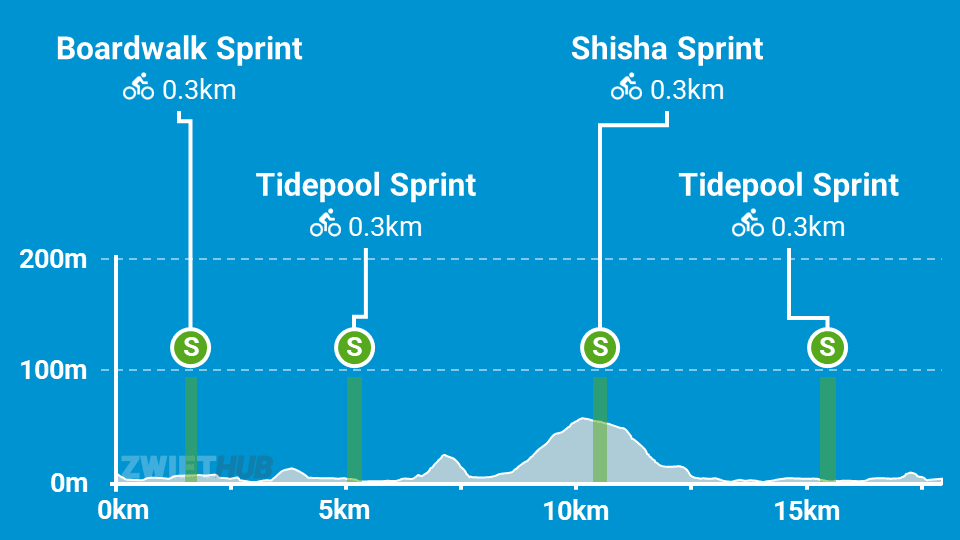 Boardwalk Sprint
0.3km
Shisha Sprint
0.3km
Tidepool Sprint
0.3km
Tidepool Sprint
0.3km
200m
S
S
S
S
100m
ZWIFTHUB
0m
0km
5km
10km
15km